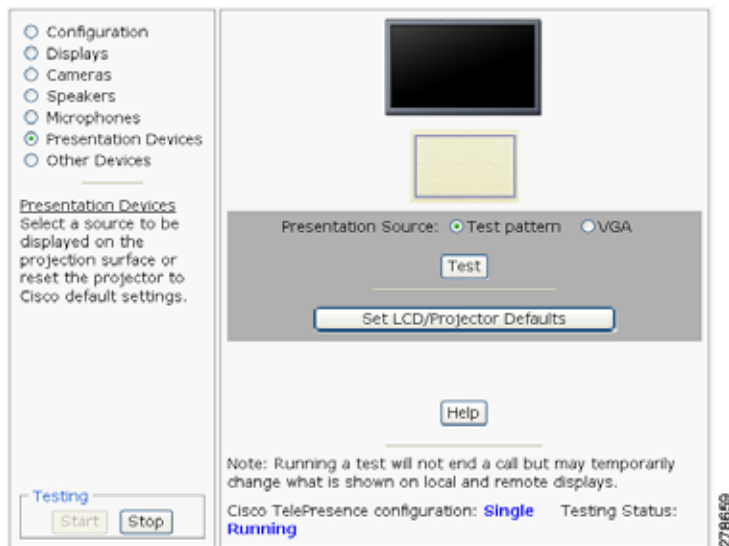 Configuration
Displays
Cameras
Speakers
Microphones
Presentation Devices
Other Devices
Presentation Devices
Select a source to be
displayed on the
projection surface or
reset the projector to
Cisco default settings.
Testing
Start Stop
Presentation Source: Test pattern VGA
Test
Set LCD/Projector Defaults
Help
Note: Running a test will not end a call but may temporarily
change what is shown on local and remote displays.
Cisco TelePresence configuration: Single Testing Status:
Running
278659